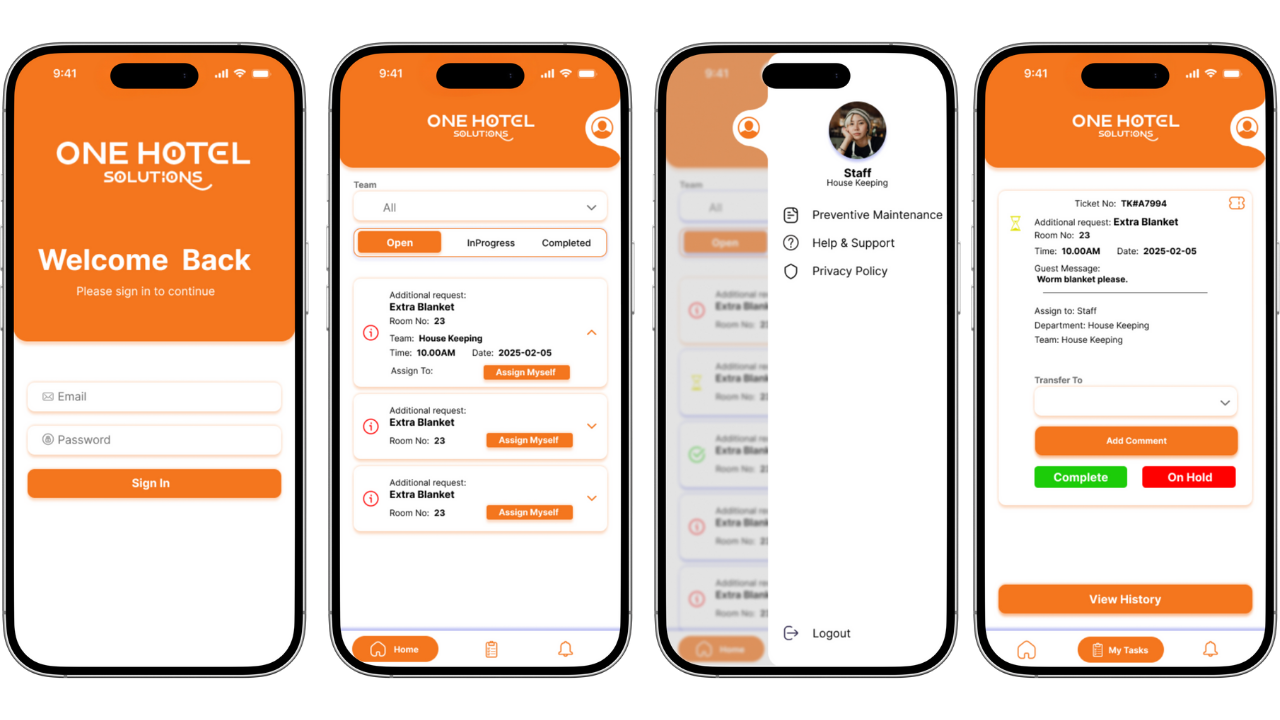 9:41
ONE HOTEL
SOLUTIONS
Welcome Back
Please sign in to continue
Email
Password
Sign In
9:41
ONE HOTEL
SOLUTIONS
Team
All
Open InProgress Completed
Additional request:
Extra Blanket
Room No: 23
Team: House Keeping
Time: 10.00AM Date: 2025-02-05
Assign To: Assign Myself
Additional request:
Extra Blanket
Room No: 23 Assign Myself
Additional request:
Extra Blanket
Room No: 23 Assign Myself
Home
9:41
Team
All
Open
Additional re
Extra Blank
Room No: 2
Additional re
Extra Blank
Room No: 2
Additional re
Extra Blank
Room No: 2
Additional re
Extra Blank
Room No: 2
Additional re
Extra Blank
Room No: 2
Home
Staff
House Keeping
Preventive Maintenance
Help & Support
Privacy Policy
Logout
9:41
ONE HOTEL
SOLUTIONS
Ticket No: TK#A7994
Additional request: Extra Blanket
Room No: 23
Time: 10.00AM Date: 2025-02-05
Guest Message:
Worm blanket please.
Assign to: Staff
Department: House Keeping
Team: House Keeping
Transfer To
Add Comment
Complete On Hold
View History
My Tasks